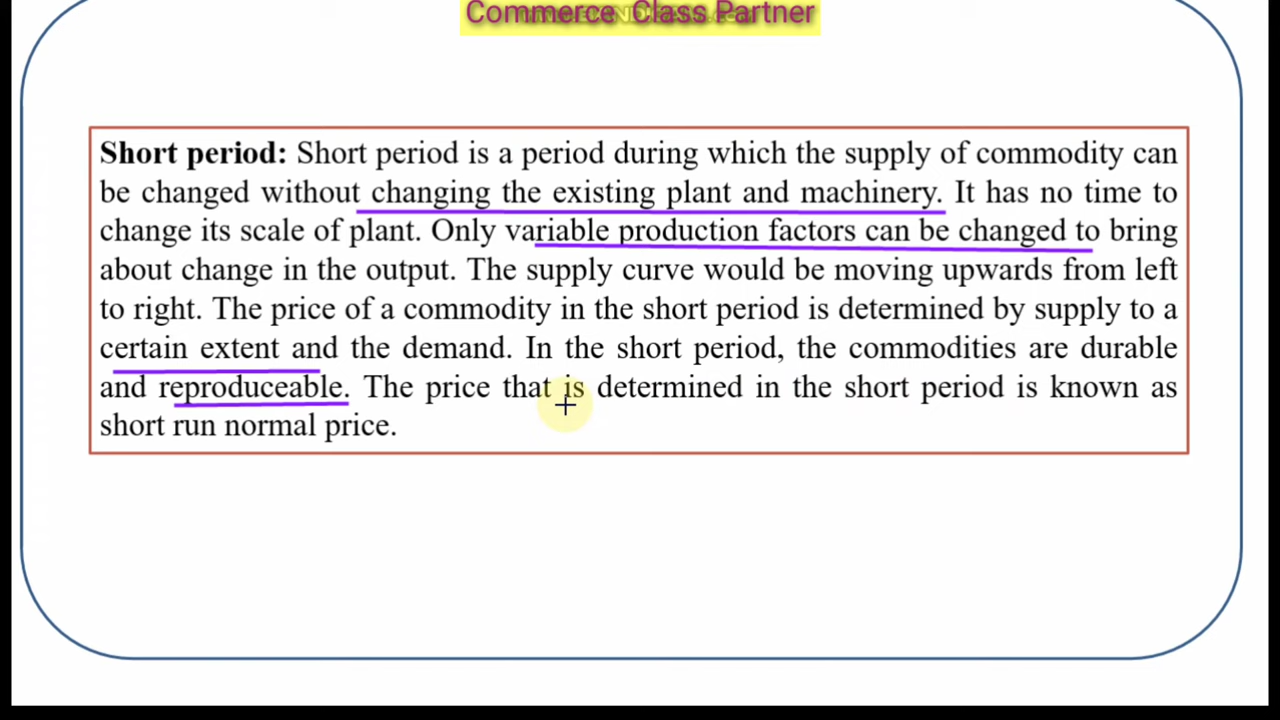 Commerce Class Partner
Short period: Short period is a period during which the supply of commodity can
be changed without changing the existing plant and machinery. It has no time to
change its scale of plant. Only variable production factors can be changed to bring
about change in the output. The supply curve would be moving upwards from left
to right. The price of a commodity in the short period is determined by supply to a
certain extent and the demand. In the short period, the commodities are durable
and reproduceable. The price that is determined in the short period is known as
short run normal price.